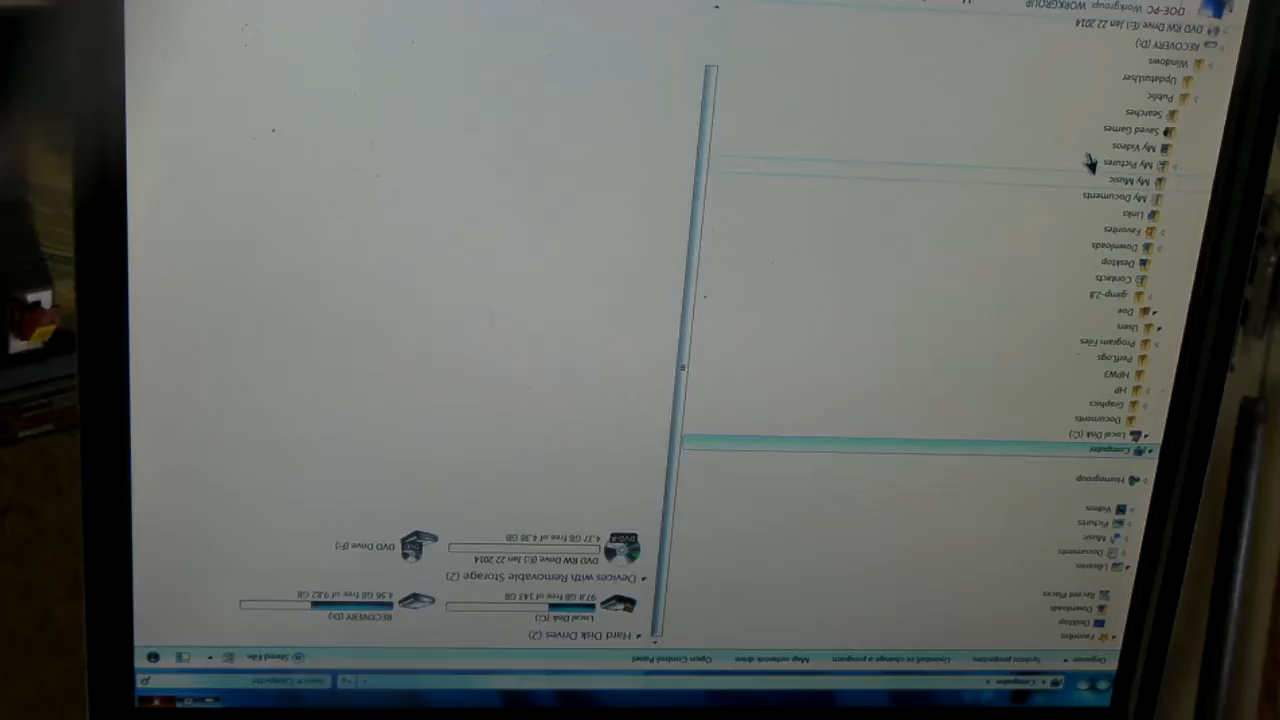 Computer
Search Computer
Organize
System properties
Uninstall or change a program
Map network drive
Open Control Panel
Shared Files
Favorites
Desktop
Downloads
Recent Places
Libraries
Documents
Music
Pictures
Videos
Homegroup
Computer
Local Disk (C:)
Documents
Graphics
HP
HPW3
PerfLogs
Program Files
Users
Doe
.gimp-2.8
Contacts
Desktop
Downloads
Favorites
Links
My Documents
My Music
My Pictures
My Videos
Saved Games
Searches
Public
UpdatusUser
Windows
RECOVERY (D:)
DVD RW Drive (E:) Jan 22 2014
Hard Disk Drives (2)
Local Disk (C:)
97.8 GB free of 143 GB
RECOVERY (D:)
4.56 GB free of 9.82 GB
Devices with Removable Storage (2)
DVD RW Drive (E:) Jan 22 2014
4.37 GB free of 4.38 GB
DVD Drive (F:)
DOE-PC Workgroup: WORKGROUP